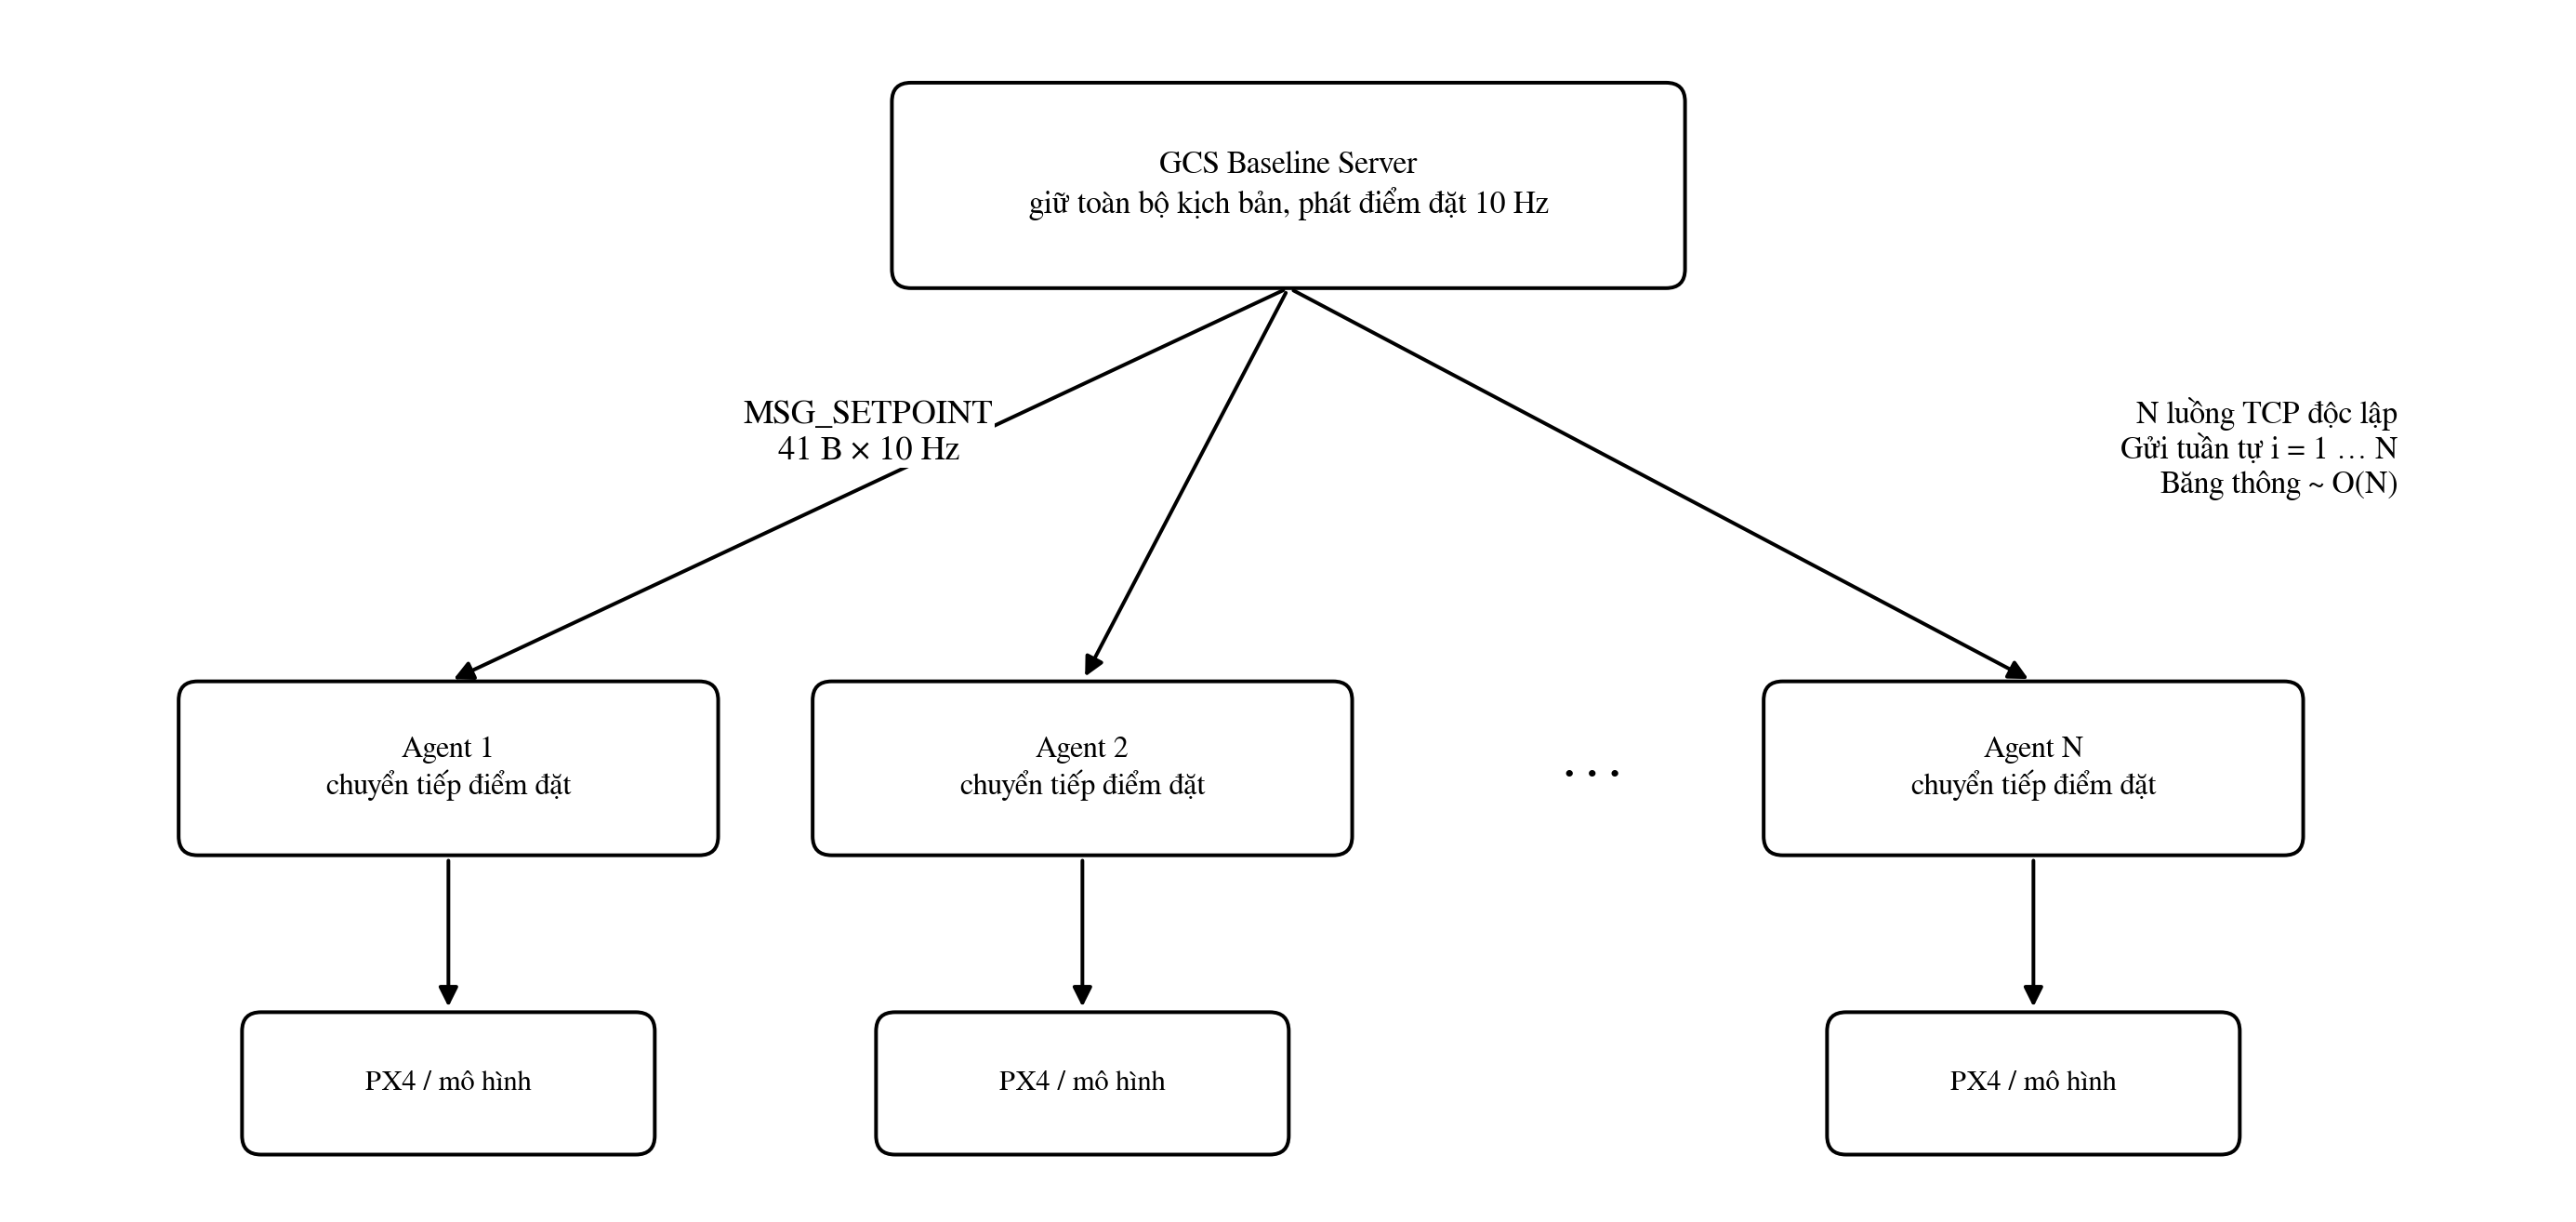 GCS Baseline Server
giữ toàn bộ kịch bản, phát điểm đặt 10 Hz
MSG_SETPOINT
41 B × 10 Hz
N luồng TCP độc lập
Gửi tuần tự i = 1 … N
Băng thông ~ O(N)
Agent 1
chuyển tiếp điểm đặt
Agent 2
chuyển tiếp điểm đặt
. . .
Agent N
chuyển tiếp điểm đặt
PX4 / mô hình
PX4 / mô hình
PX4 / mô hình